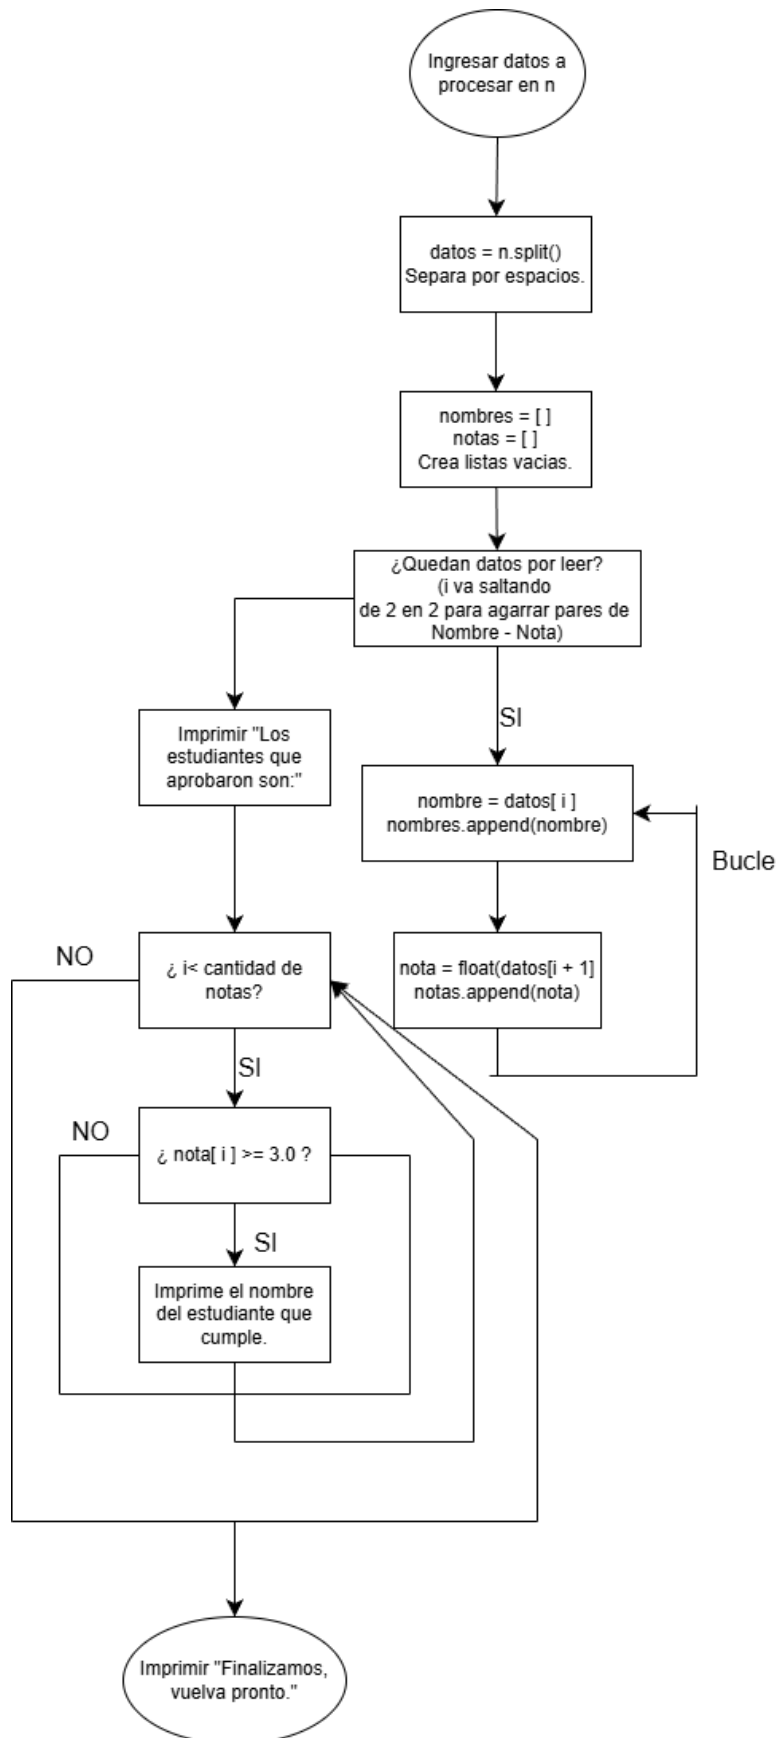 Ingresar datos a
procesar en n
datos = n.split()
Separa por espacios.
nombres = [ ]
notas = [ ]
Crea listas vacias.
¿Quedan datos por leer?
(i va saltando
de 2 en 2 para agarrar pares de
Nombre - Nota)
SI
Imprimir "Los
estudiantes que
aprobaron son:"
nombre = datos[ i ]
nombres.append(nombre)
Bucle
nota = float(datos[i + 1]
notas.append(nota)
NO
¿ i< cantidad de
notas?
SI
NO
¿ nota[ i ] >= 3.0 ?
SI
Imprime el nombre
del estudiante que
cumple.
Imprimir "Finalizamos,
vuelva pronto."